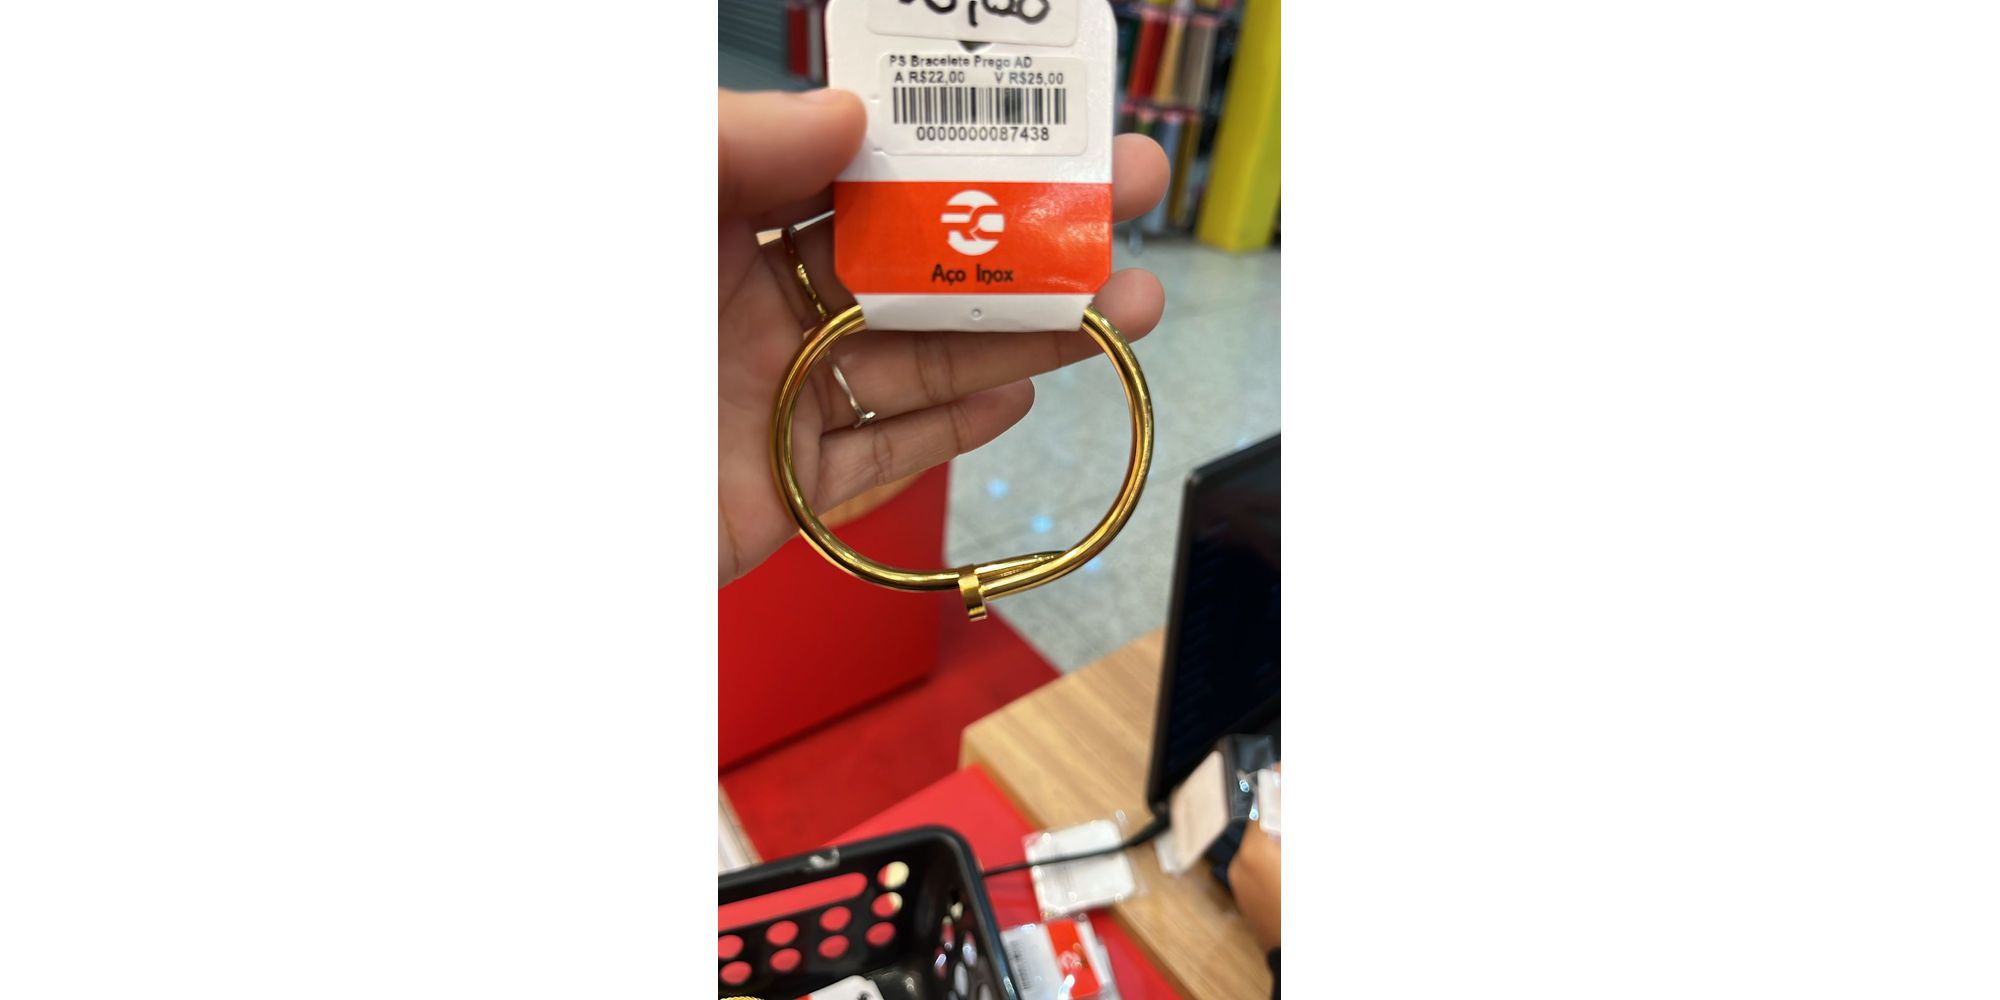 PS Bracelete Prego AD
A R$22,00 V R$25,00
0000000087438
Aço Inox